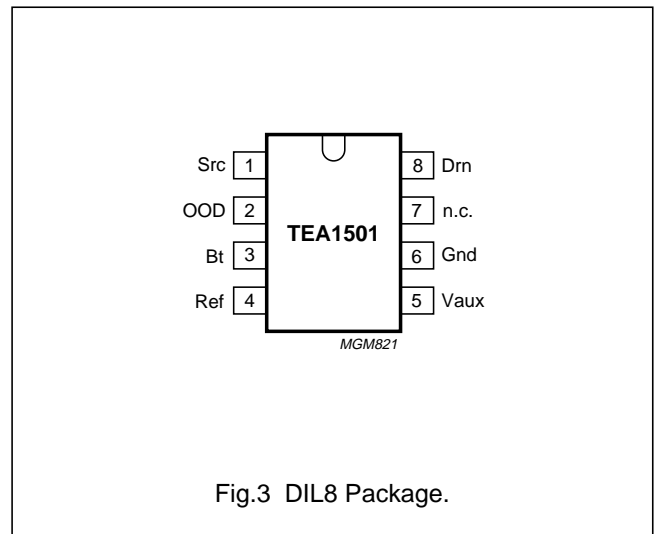 Src 1 8 Drn
OOD 2 7 n.c.
TEA1501
Bt 3 6 Gnd
Ref 4 5 Vaux
MGM821
Fig.3 DIL8 Package.